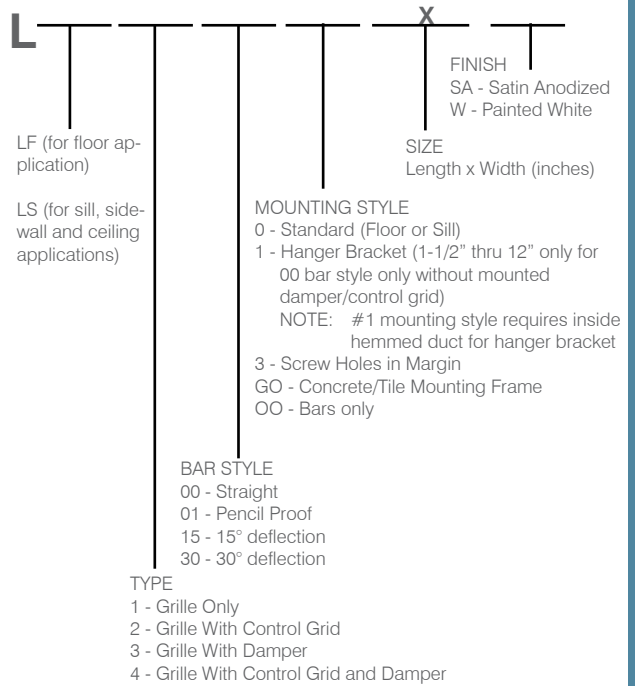 L X
FINISH
SA - Satin Anodized
W - Painted White
SIZE
Length x Width (inches)
LF (for floor ap-
plication)
LS (for sill, side-
wall and ceiling
applications)
MOUNTING STYLE
0 - Standard (Floor or Sill)
1 - Hanger Bracket (1-1/2” thru 12” only for
00 bar style only without mounted
damper/control grid)
NOTE: #1 mounting style requires inside
hemmed duct for hanger bracket
3 - Screw Holes in Margin
GO - Concrete/Tile Mounting Frame
OO - Bars only
BAR STYLE
00 - Straight
01 - Pencil Proof
15 - 15° deflection
30 - 30° deflection
TYPE
1 - Grille Only
2 - Grille With Control Grid
3 - Grille With Damper
4 - Grille With Control Grid and Damper